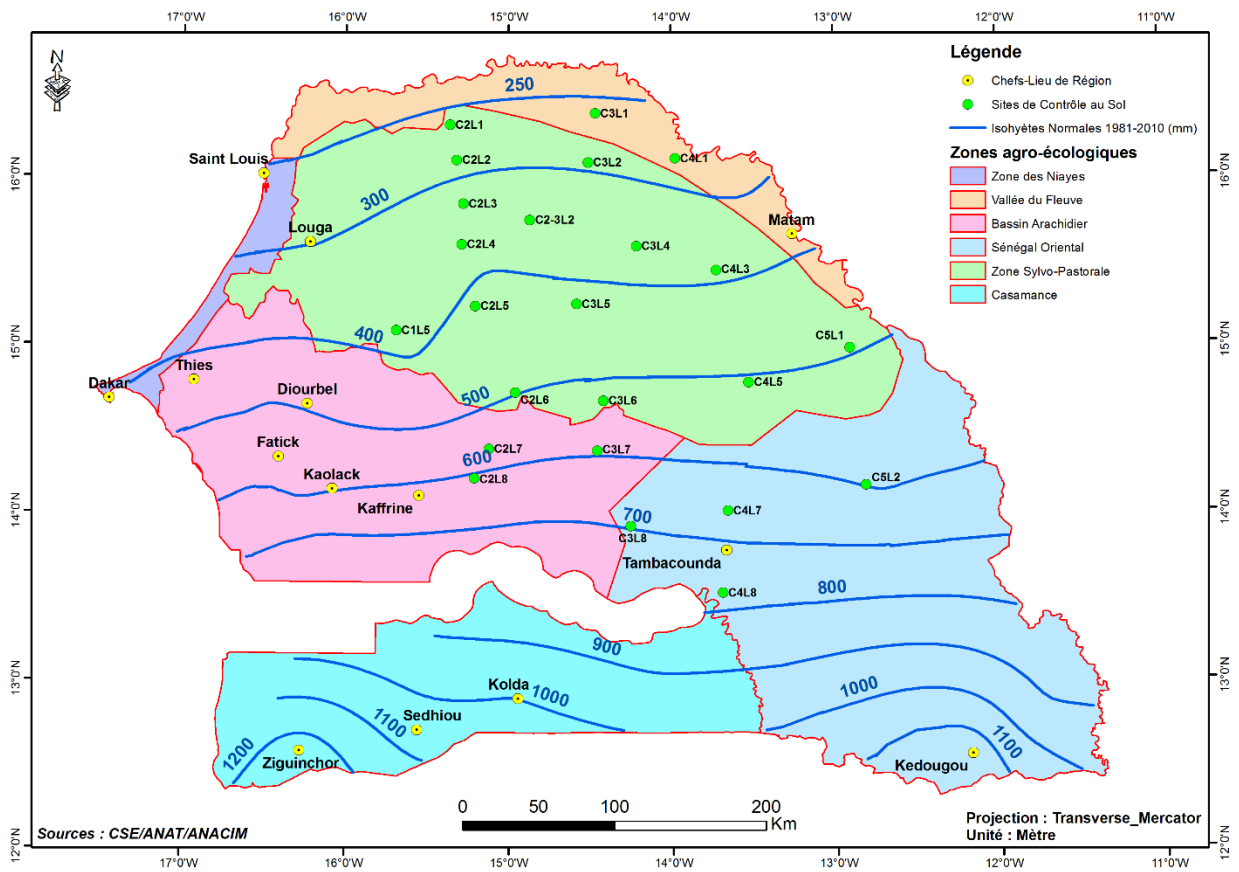 17°0'W 16°0'W 15°0'W 14°0'W 13°0'W 12°0'W 11°0'W
N
Légende
Chefs-Lieu de Région
Sites de Contrôle au Sol
Isohyètes Normales 1981-2010 (mm)
Zones agro-écologiques
Zone des Niayes
Vallée du Fleuve
Bassin Arachidier
Sénégal Oriental
Zone Sylvo-Pastorale
Casamance
250
C3L1
C2L1
Saint Louis
C2L2
C3L2
C4L1
16°0'N
16°0'N
300
C2L3
C2-3L2
Louga
Matam
C2L4
C3L4
C4L3
C2L5
C3L5
C1L5
400
C5L1
15°0'N
15°0'N
Thies
Dakar
Diourbel
500
C2L6
C3L6
C4L5
Fatick
C2L7
C3L7
600
Kaolack
C2L8
C5L2
Kaffrine
14°0'N
14°0'N
C4L7
700
C3L8
Tambacounda
C4L8
800
900
13°0'N
13°0'N
Kolda
1000
1000
Sedhiou
1100
1100
1200
Ziguinchor
Kedougou
0 50 100 200
Km
Sources : CSE/ANAT/ANACIM
Projection : Transverse_Mercator
Unité : Mètre
12°0'N
12°0'N
17°0'W 16°0'W 15°0'W 14°0'W 13°0'W 12°0'W 11°0'W